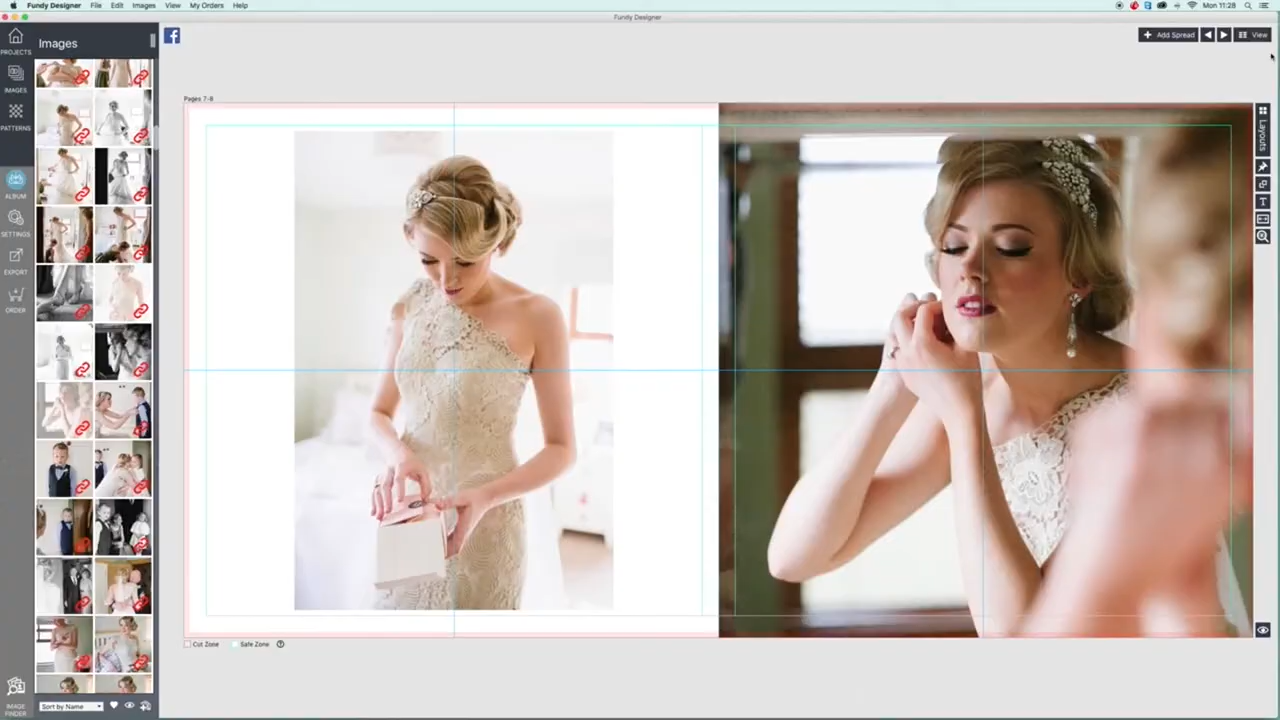 Fundy Designer File Edit Images View My Orders Help
Mon 11:28
Fundy Designer
PROJECTS
Images
f
Add Spread
View
IMAGES
PATTERNS
Pages 7-8
Layouts
ALBUM
T
SETTINGS
EXPORT
ORDER
Cut Zone
Safe Zone
?
IMAGE
FINDER
Sort by Name